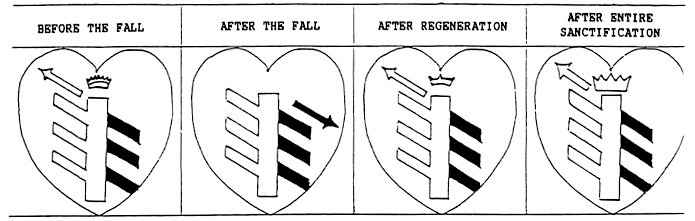 BEFORE THE FALL
AFTER THE FALL
AFTER REGENERATION
AFTER ENTIRE
SANCTIFICATION